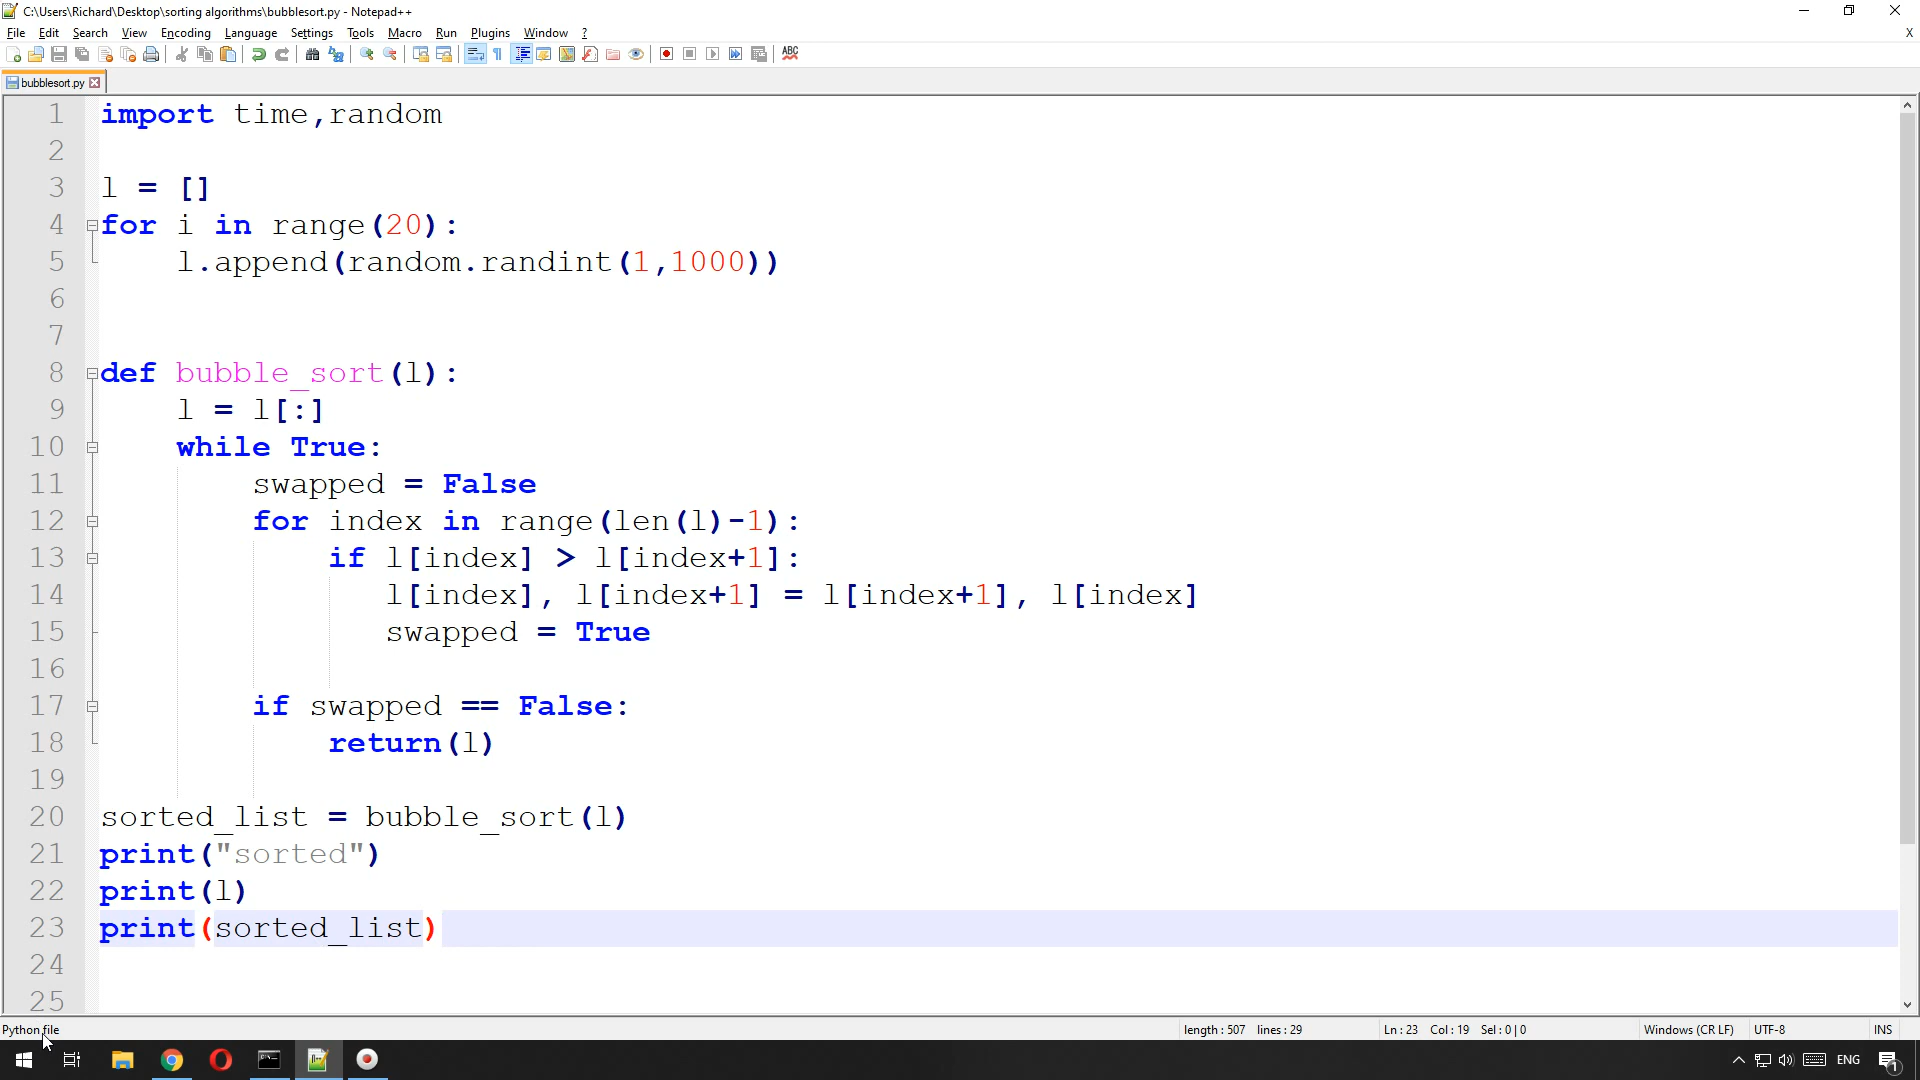 C:\Users\Richard\Desktop\sorting algorithms\bubblesort.py - Notepad++
File Edit Search View Encoding Language Settings Tools Macro Run Plugins Window ? X
ABC
bubblesort.py
1 import time,random
2
3 l = []
4 for i in range(20):
5     l.append(random.randint(1,1000))
6
7
8 def bubble_sort(l):
9     l = l[:]
10     while True:
11         swapped = False
12         for index in range(len(l)-1):
13             if l[index] > l[index+1]:
14                l[index], l[index+1] = l[index+1], l[index]
15                swapped = True
16
17         if swapped == False:
18             return(l)
19
20 sorted_list = bubble_sort(l)
21 print("sorted")
22 print(l)
23 print(sorted_list)
24
25
Python file length : 507 lines : 29 Ln : 23 Col : 19 Sel : 0 | 0 Windows (CR LF) UTF-8 INS
ENG 1